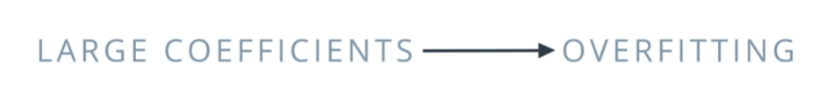 LARGE COEFFICIENTS → OVERFITTING